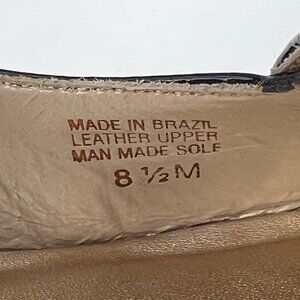 MADE IN BRAZIL
LEATHER UPPER
MAN MADE SOLE
8 ½ M